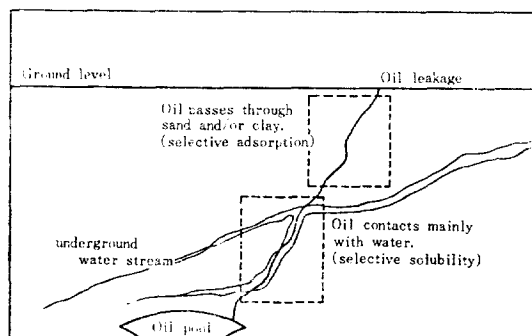 Ground level
Oil leakage
Oil passes through
sand and/or clay.
(selective adsorption)
Oil contacts mainly
with water.
(selective solubility)
underground
water stream
Oil pool